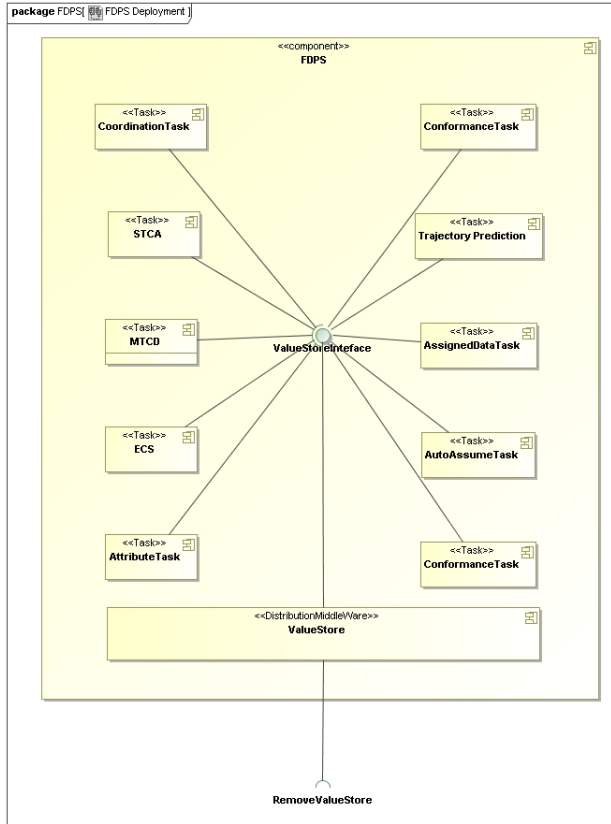 package FDPS[ FDPS Deployment ]
<<component>>
FDPS
<<Task>>
CoordinationTask
<<Task>>
ConformanceTask
<<Task>>
STCA
<<Task>>
Trajectory Prediction
<<Task>>
MTCD
ValueStoreInteface
<<Task>>
AssignedDataTask
<<Task>>
ECS
<<Task>>
AutoAssumeTask
<<Task>>
AttributeTask
<<Task>>
ConformanceTask
<<DistributionMiddleWare>>
ValueStore
RemoveValueStore